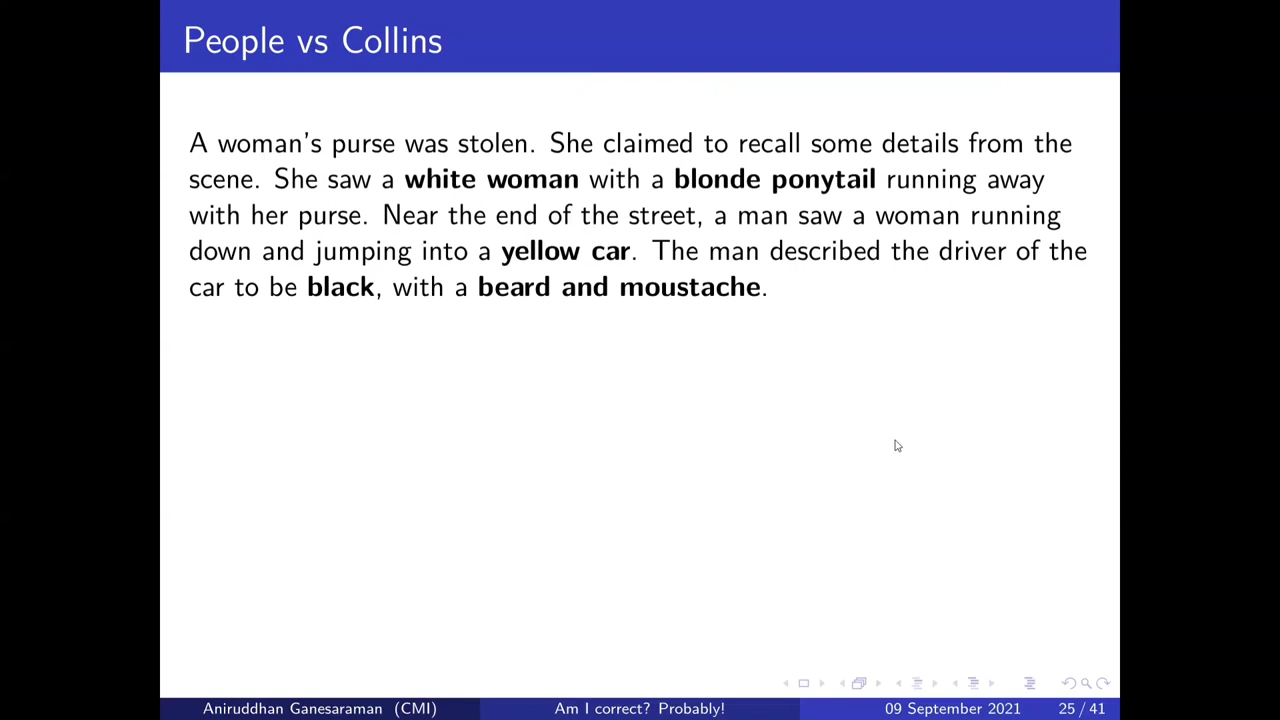 People vs Collins
A woman's purse was stolen. She claimed to recall some details from the
scene. She saw a white woman with a blonde ponytail running away
with her purse. Near the end of the street, a man saw a woman running
down and jumping into a yellow car. The man described the driver of the
car to be black, with a beard and moustache.
Aniruddhan Ganesaraman (CMI) Am I correct? Probably! 09 September 2021 25 / 41